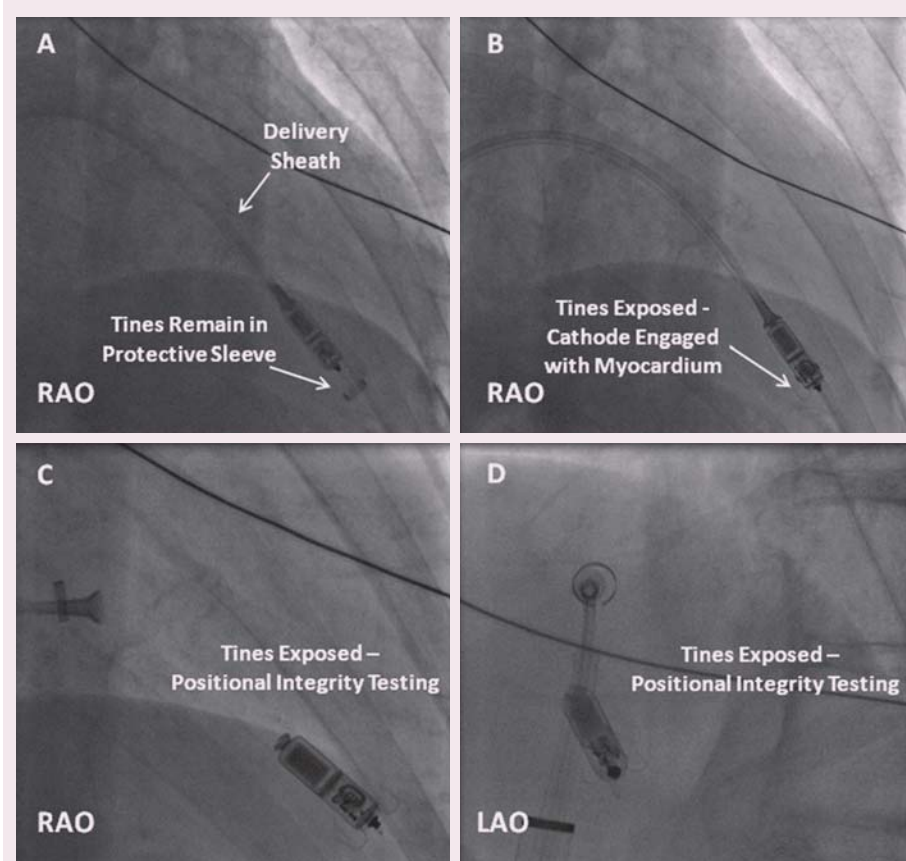 A
Delivery
Sheath
Tines Remain in
Protective Sleeve
RAO
B
Tines Exposed -
Cathode Engaged
with Myocardium
RAO
C
Tines Exposed –
Positional Integrity Testing
RAO
D
Tines Exposed –
Positional Integrity Testing
LAO